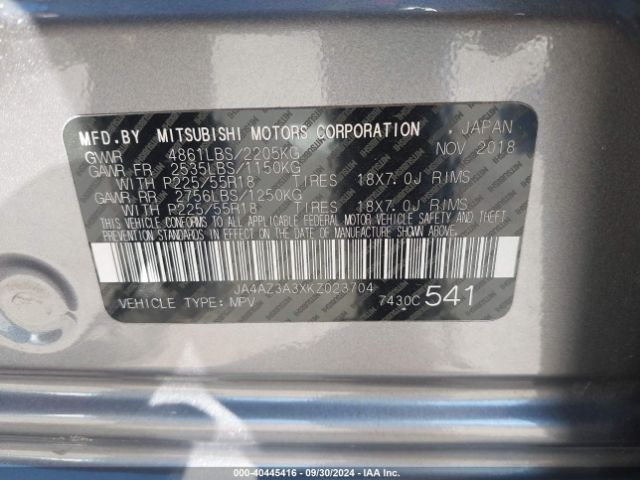 MFD.BY MITSUBISHI MOTORS CORPORATION JAPAN
GVWR 4861LBS/2205KG NOV 2018
GAWR FR 2535LBS/1150KG
WITH P225/55R18 TIRES 18X7.0J RIMS
GAWR RR 2756LBS/1250KG
WITH P225/55R18 TIRES 18X7.0J RIMS
THIS VEHICLE CONFORMS TO ALL APPLICABLE FEDERAL MOTOR VEHICLE SAFETY AND THEFT
PREVENTION STANDARDS IN EFFECT ON THE DATE OF MANUFACTURE SHOWN ABOVE.
JA4AZ3A3XKZ023704
VEHICLE TYPE: MPV 7430C 541
000-40445416 - 09/30/2024 - IAA Inc.